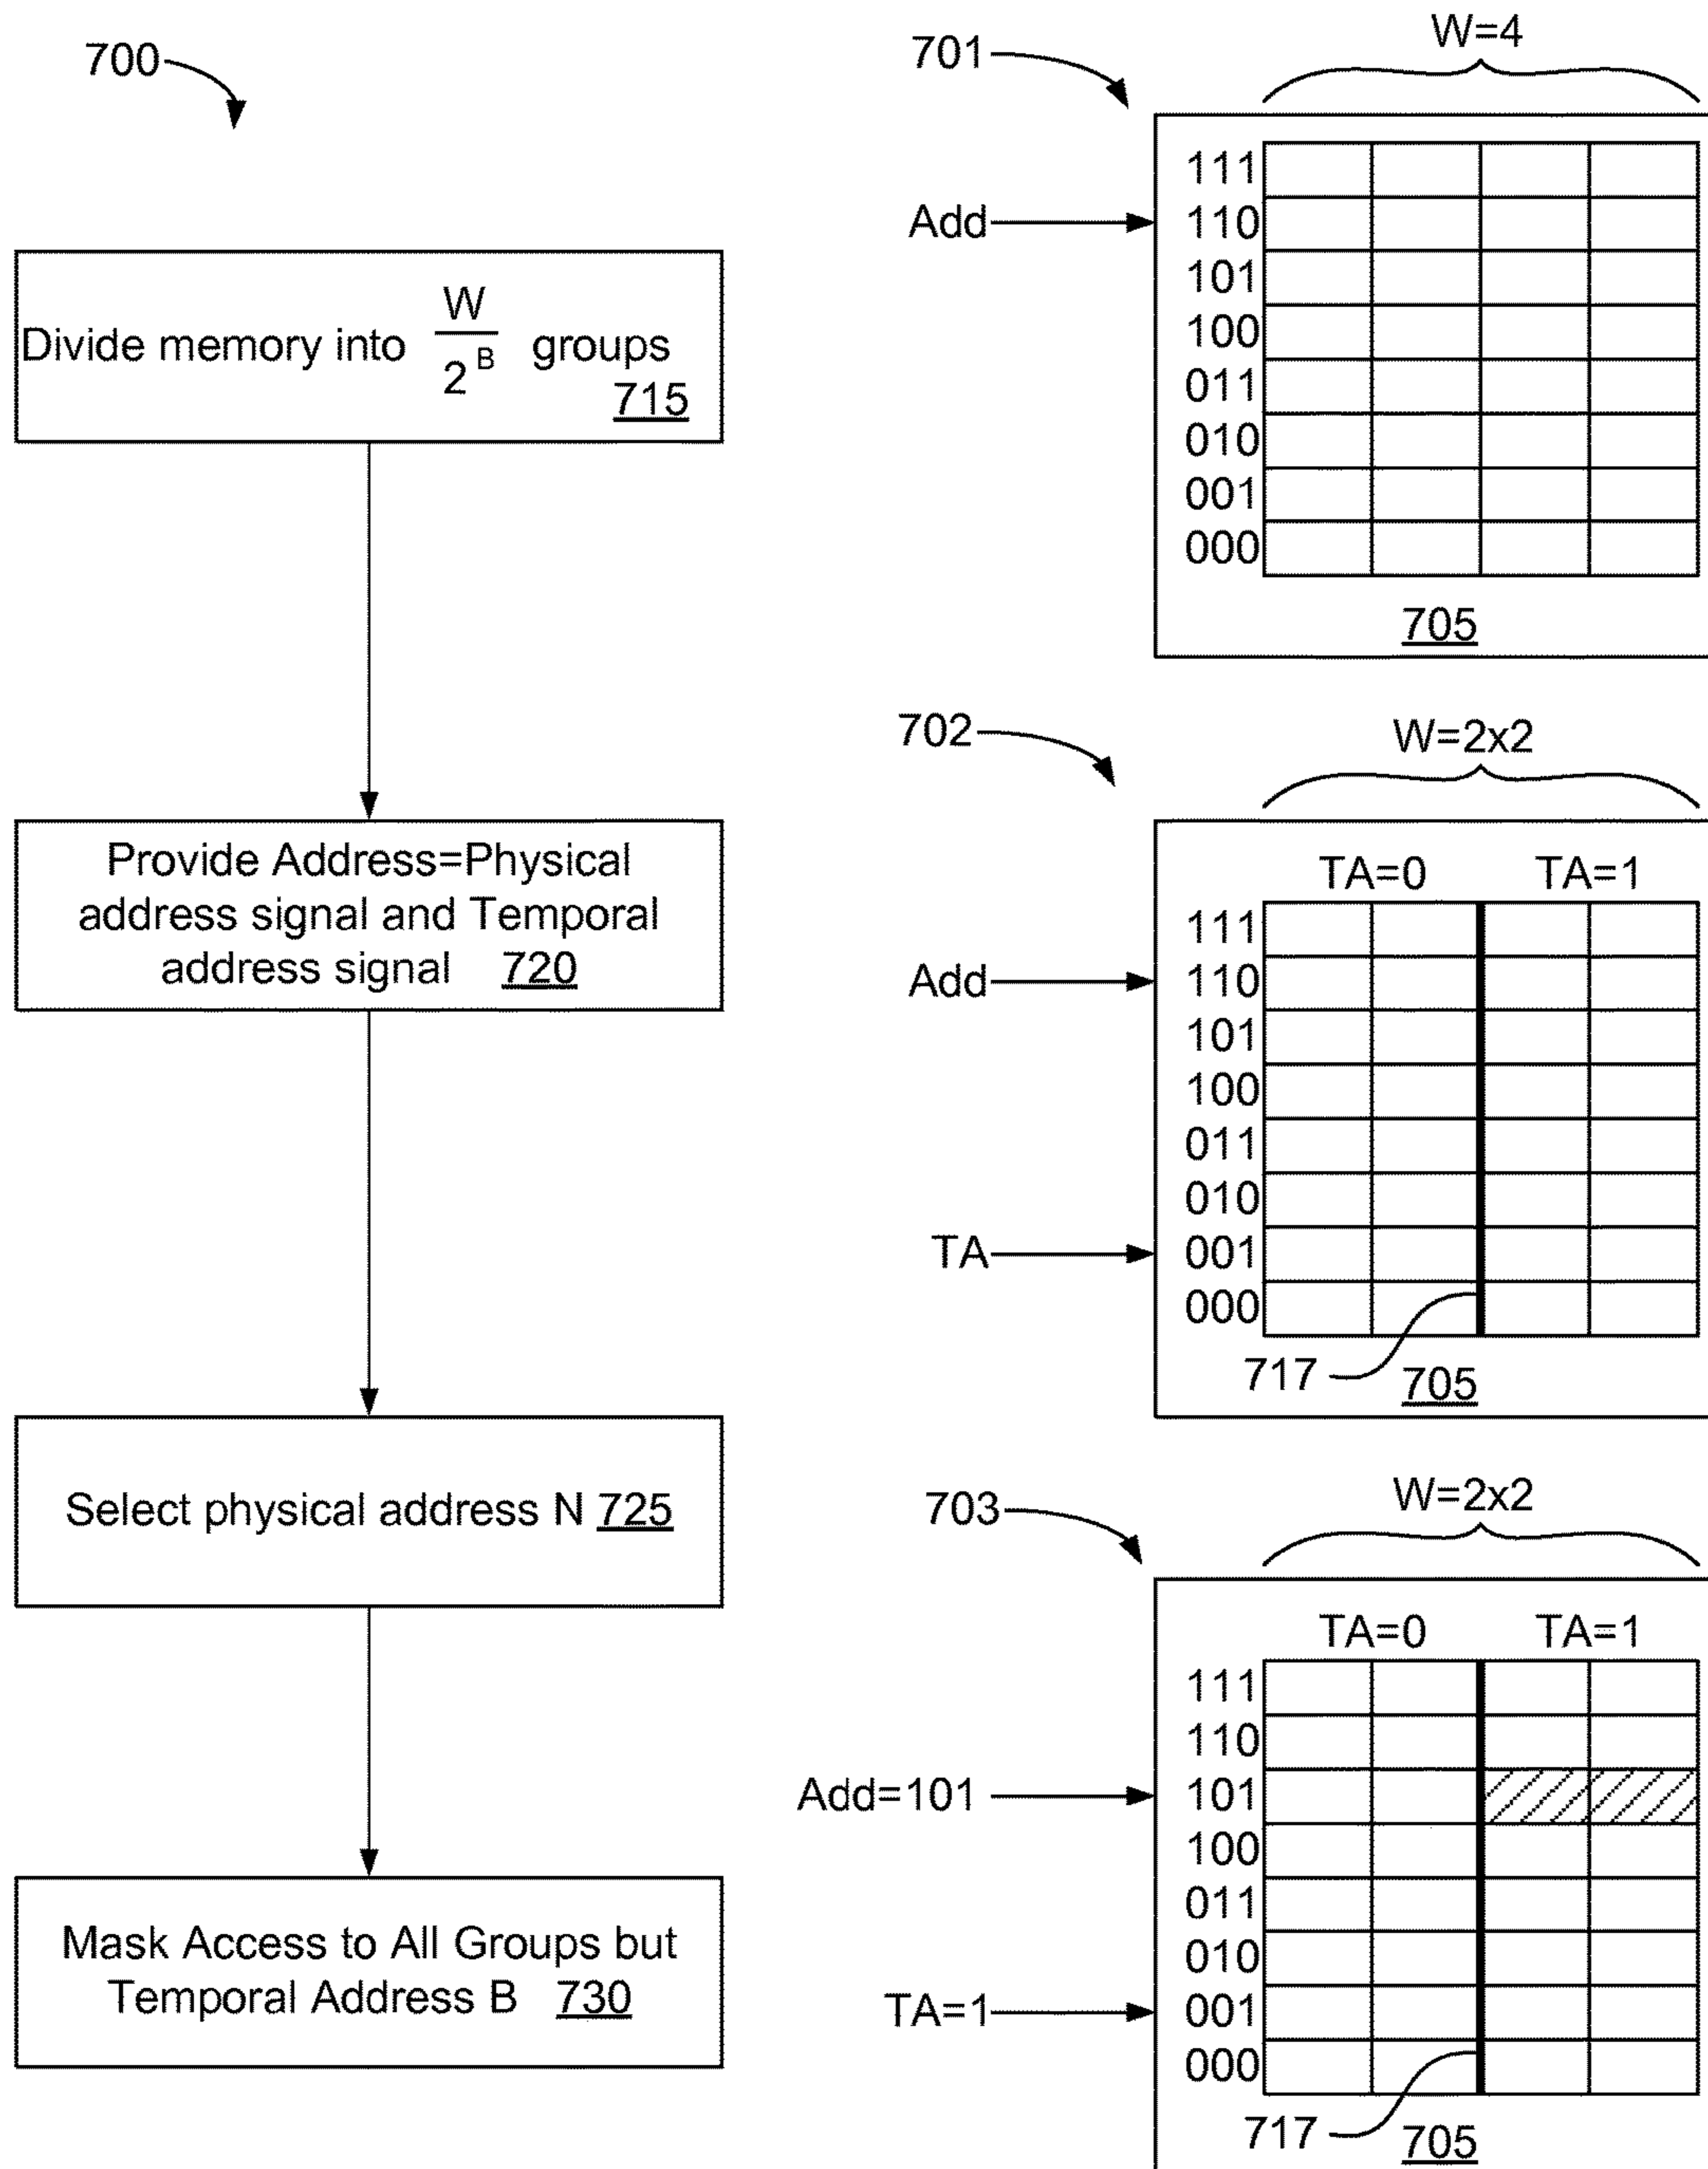 700
Divide memory into W/2^B groups
715
Provide Address=Physical
address signal and Temporal
address signal 720
Select physical address N 725
Mask Access to All Groups but
Temporal Address B 730
701
W=4
111
Add 110
101
100
011
010
001
000
705
702
W=2x2
TA=0 TA=1
111
Add 110
101
100
011
010
TA 001
000
717 705
703
W=2x2
TA=0 TA=1
111
110
Add=101 101
100
011
010
TA=1 001
000
717 705